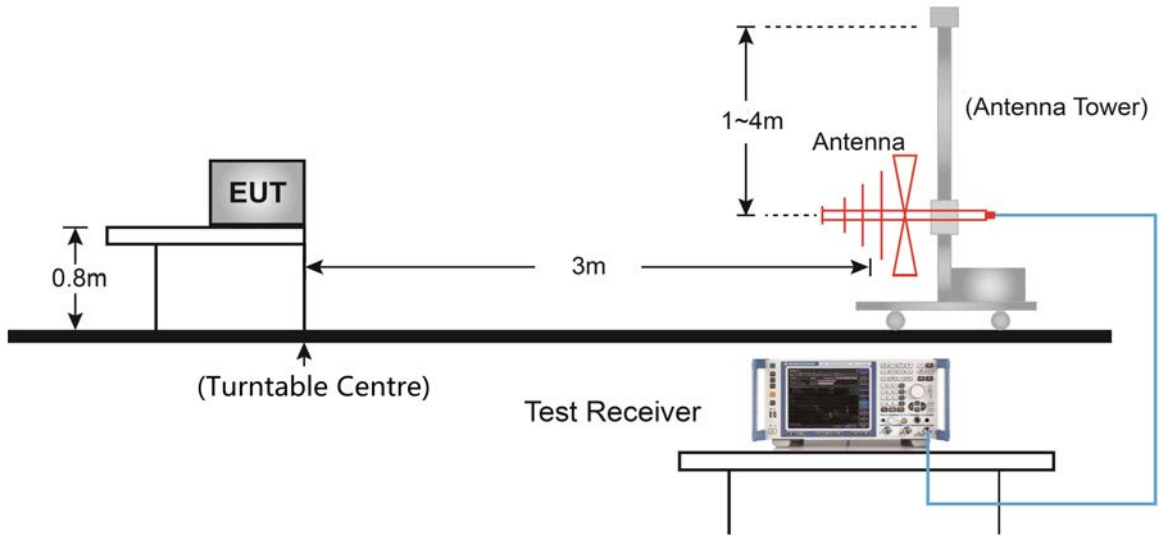 (Antenna Tower)
1~4m
Antenna
EUT
0.8m
3m
(Turntable Centre)
Test Receiver